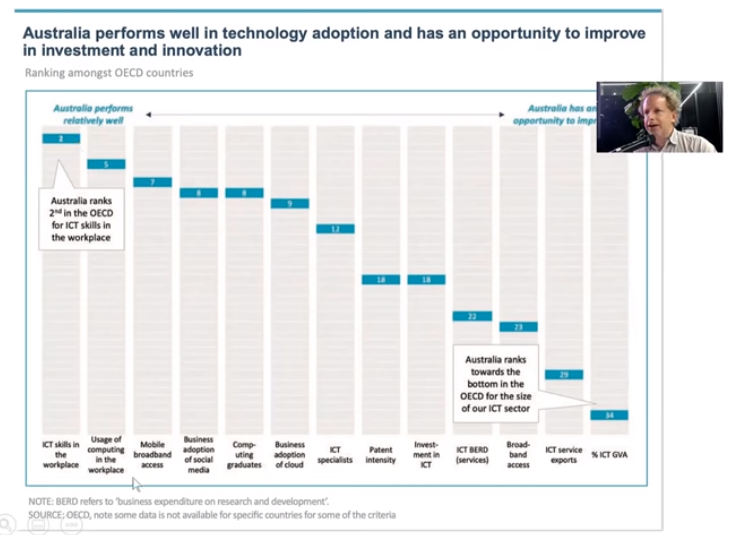 Australia performs well in technology adoption and has an opportunity to improve
in investment and innovation
Ranking amongst OECD countries
Australia performs
relatively well
Australia has an
opportunity to impr
2
5
7
8
8
9
12
18
18
22
23
29
34
Australia ranks
2nd in the OECD
for ICT skills in
the workplace
Australia ranks
towards the
bottom in the
OECD for the size
of our ICT sector
ICT skills in
the
workplace
Usage of
computing
in the
workplace
Mobile
broadband
access
Business
adoption
of social
media
Comp-
uting
graduates
Business
adoption
of cloud
ICT
specialists
Patent
intensity
Invest-
ment in
ICT
ICT BERD
(services)
Broad-
band
access
ICT service
exports
% ICT GVA
NOTE: BERD refers to 'business expenditure on research and development'.
SOURCE: OECD, note some data is not available for specific countries for some of the criteria